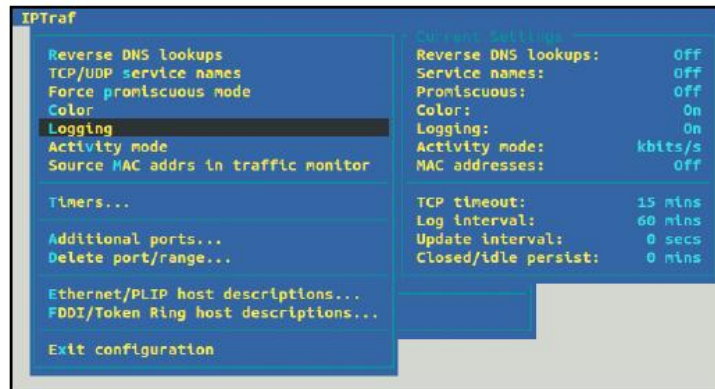 IPTraf
Reverse DNS lookups
TCP/UDP service names
Force promiscuous mode
Color
Logging
Activity mode
Source MAC addrs in traffic monitor
Timers...
Additional ports...
Delete port/range...
Ethernet/PLIP host descriptions...
FDDI/Token Ring host descriptions...
Exit configuration
Current Settings
Reverse DNS lookups: Off
Service names: Off
Promiscuous: Off
Color: On
Logging: On
Activity mode: kbits/s
MAC addresses: Off
TCP timeout: 15 mins
Log interval: 60 mins
Update interval: 0 secs
Closed/idle persist: 0 mins